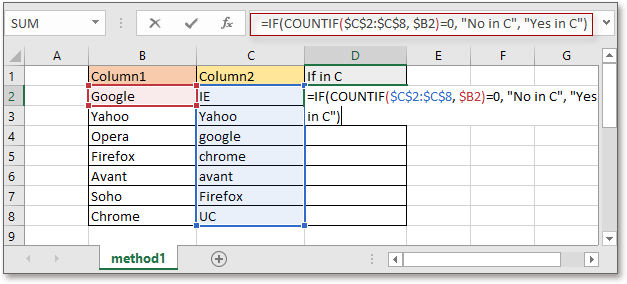 SUM =IF(COUNTIF($C$2:$C$8, $B2)=0, "No in C", "Yes in C")
A B C D E F G
1 Column1 Column2 If in C
2 Google IE =IF(COUNTIF($C$2:$C$8, $B2)=0, "No in C", "Yes
3 Yahoo Yahoo in C")
4 Opera google
5 Firefox chrome
6 Avant avant
7 Soho Firefox
8 Chrome UC
9
method1